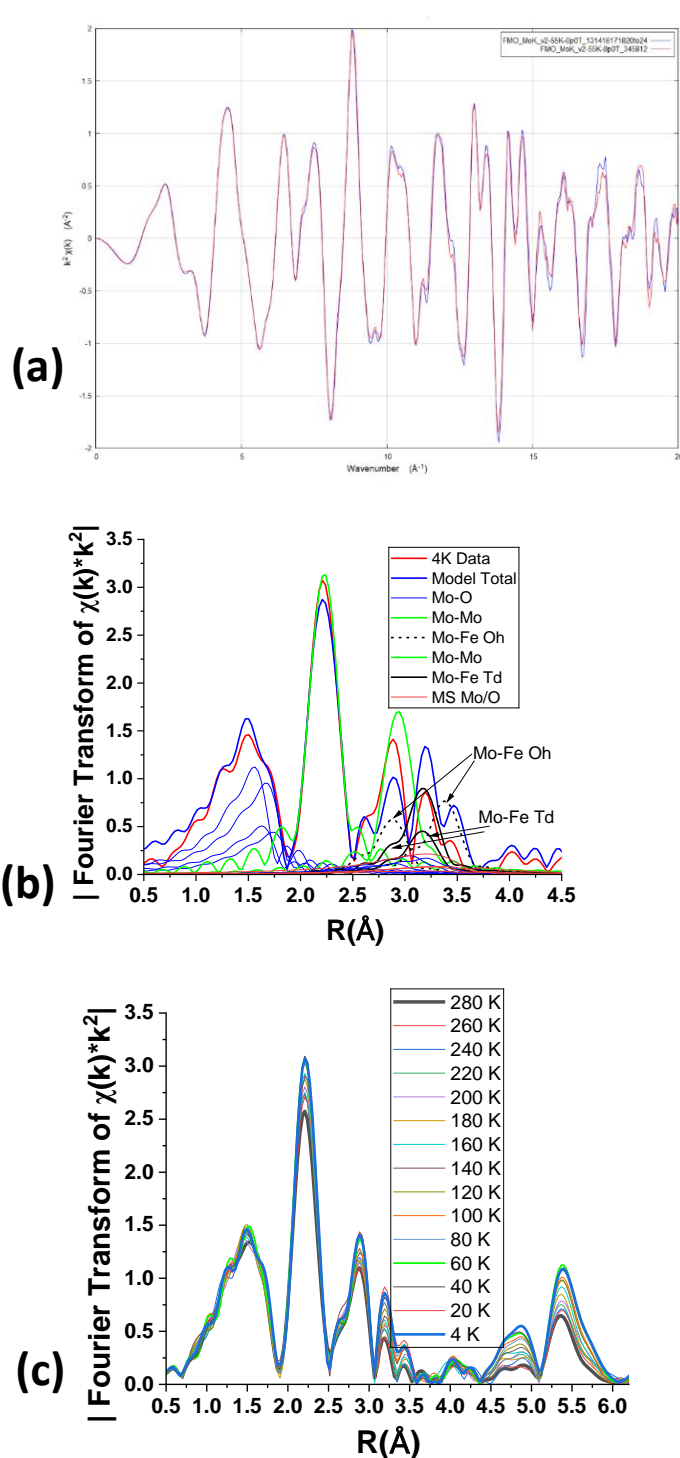 2
FMO_MoK_v2-55K-0p0T_131416171820to24
FMO_MoK_v2-55K-8p0T_345812
1.5
1
0.5
0
-0.5
-1
-1.5
-2
k² χ(k) (Å⁻²)
0 5 10 15 20
Wavenumber (Å⁻¹)
(a)
3.5
3.0
2.5
2.0
1.5
1.0
0.5
0.0
| Fourier Transform of χ(k)*k²|
4K Data
Model Total
Mo-O
Mo-Mo
Mo-Fe Oh
Mo-Mo
Mo-Fe Td
MS Mo/O
Mo-Fe Oh
Mo-Fe Td
(b)
0.5 1.0 1.5 2.0 2.5 3.0 3.5 4.0 4.5
R(Å)
3.5
3.0
2.5
2.0
1.5
1.0
0.5
0.0
| Fourier Transform of χ(k)*k²|
280 K
260 K
240 K
220 K
200 K
180 K
160 K
140 K
120 K
100 K
80 K
60 K
40 K
20 K
4 K
(c)
0.5 1.0 1.5 2.0 2.5 3.0 3.5 4.0 4.5 5.0 5.5 6.0
R(Å)